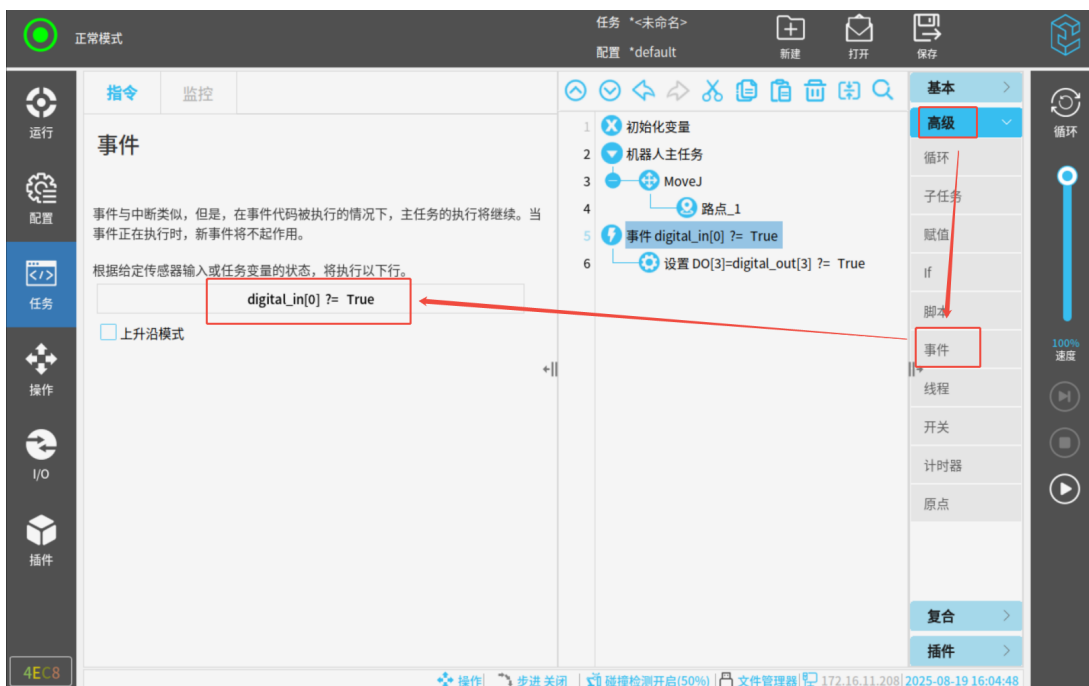 正常模式
任务 *<未命名>
配置 *default
新建
打开
保存
运行
配置
任务
操作
I/O
插件
4EC8
指令
监控
事件
事件与中断类似，但是，在事件代码被执行的情况下，主任务的执行将继续。当
事件正在执行时，新事件将不起作用。
根据给定传感器输入或任务变量的状态，将执行以下行。
digital_in[0] ?= True
上升沿模式
1 初始化变量
2 机器人主任务
3 MoveJ
4 路点_1
5 事件 digital_in[0] ?= True
6 设置 DO[3]=digital_out[3] ?= True
基本
高级
循环
子任务
赋值
If
脚本
事件
线程
开关
计时器
原点
复合
插件
循环
100%
速度
操作
步进 关闭
碰撞检测开启(50%)
文件管理器
172.16.11.208
2025-08-19 16:04:48